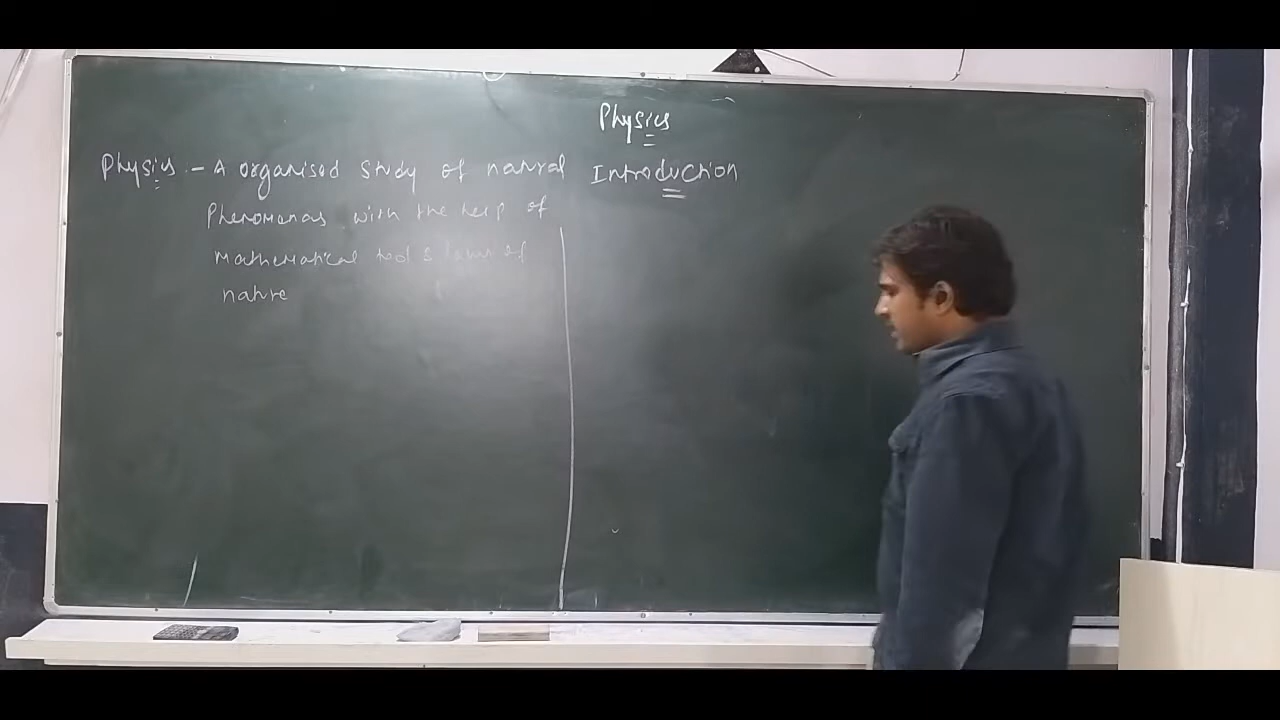 Physics
Introduction
Physics - A organised study of natural
Phenomenas with the help of
mathematical tool & laws of
nature